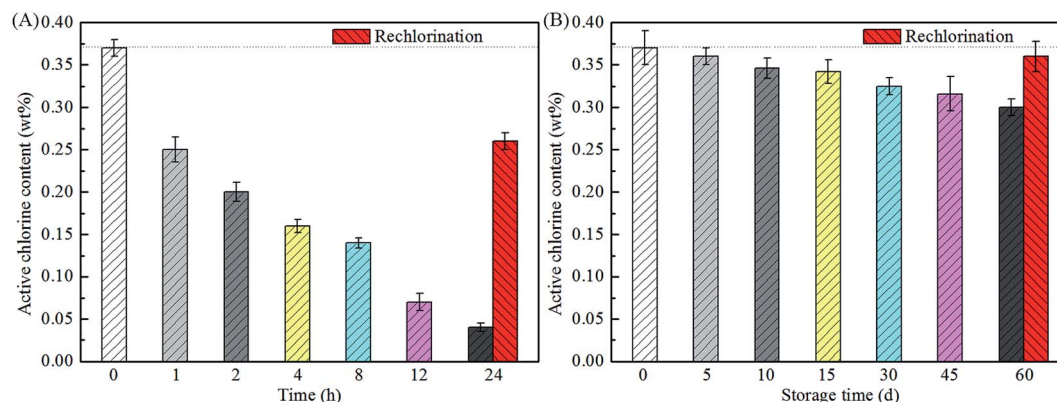 (A)
Rechlorination
Active chlorine content (wt%)
0.40
0.35
0.30
0.25
0.20
0.15
0.10
0.05
0.00
0 1 2 4 8 12 24
Time (h)
(B)
Rechlorination
Active chlorine content (wt%)
0.40
0.35
0.30
0.25
0.20
0.15
0.10
0.05
0.00
0 5 10 15 30 45 60
Storage time (d)